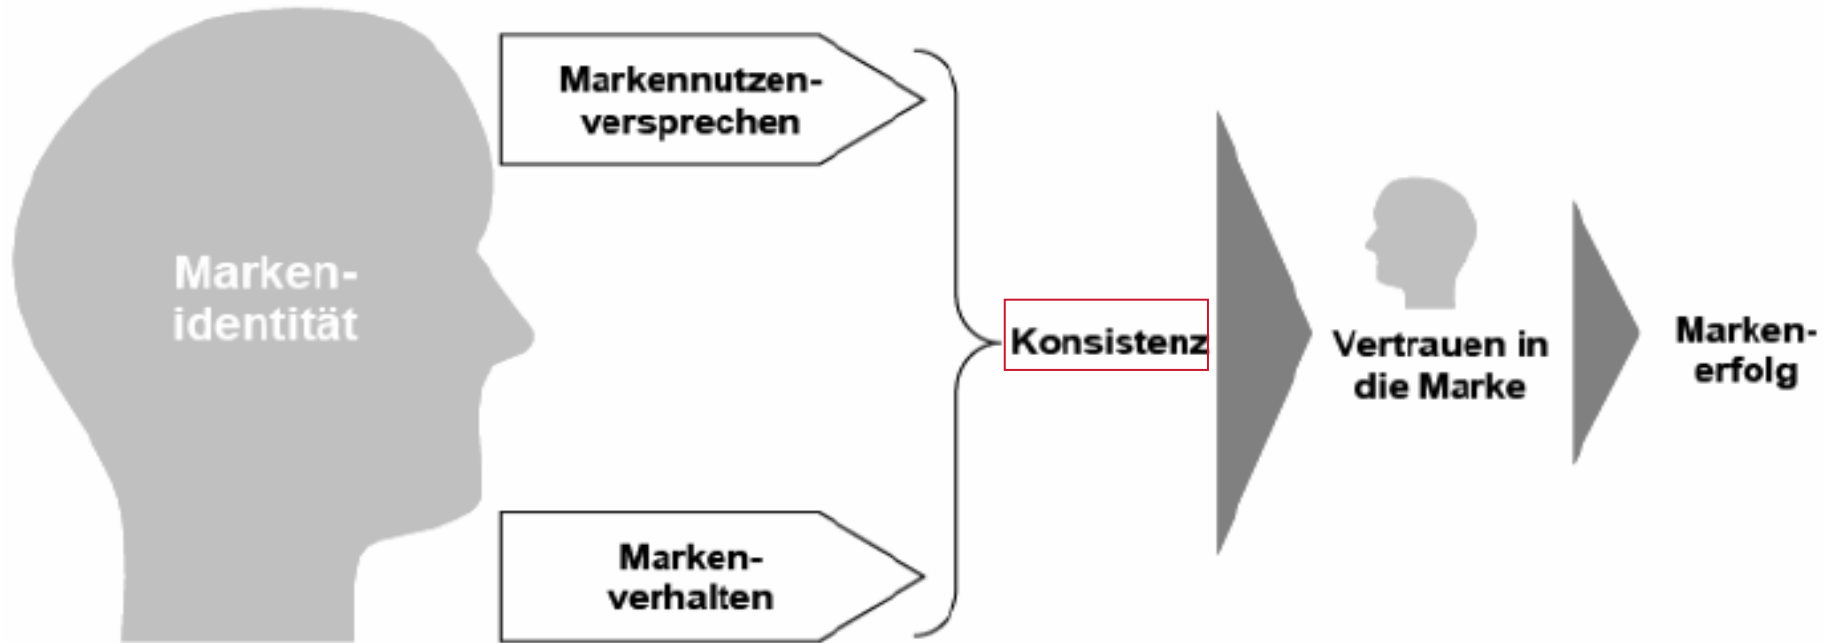 Markennutzen-
versprechen
Marken-
identität
Konsistenz
Vertrauen in
die Marke
Marken-
erfolg
Marken-
verhalten